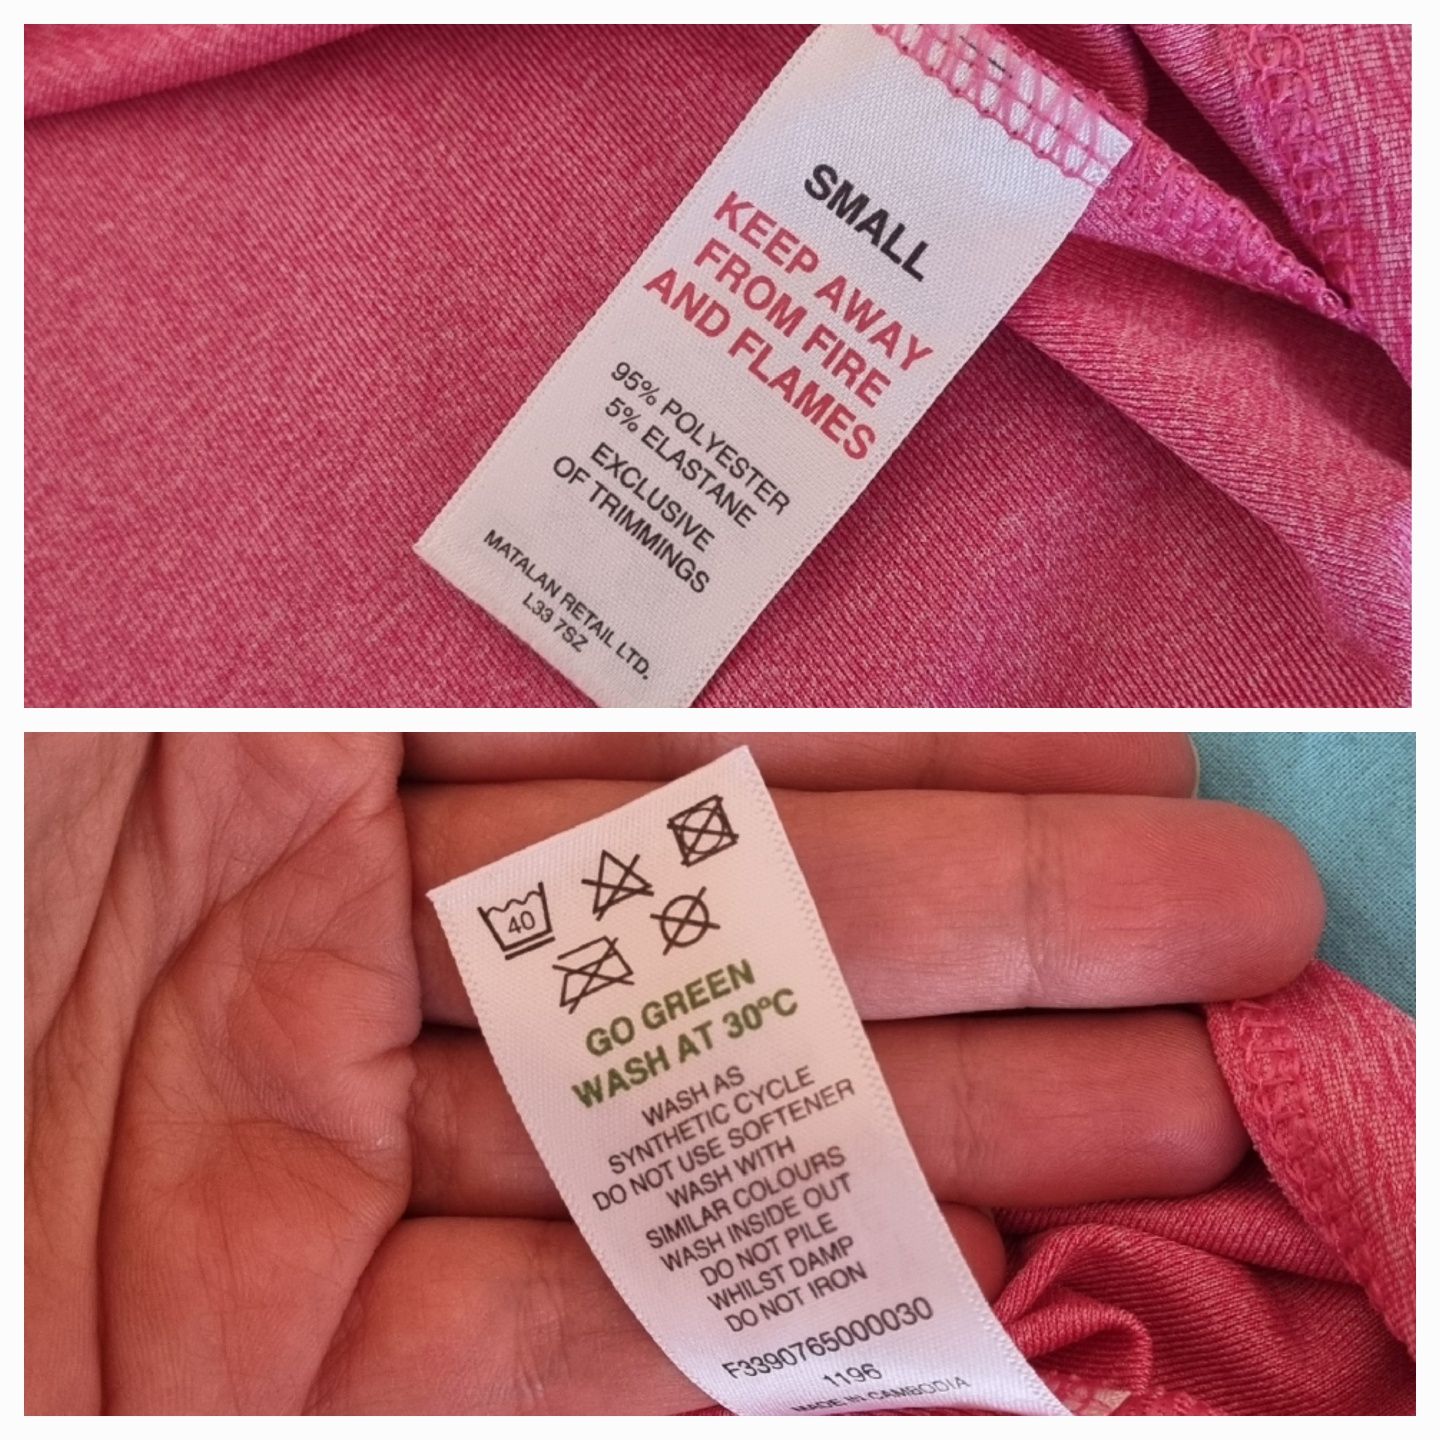 SMALL
KEEP AWAY
FROM FIRE
AND FLAMES
95% POLYESTER
5% ELASTANE
EXCLUSIVE
OF TRIMMINGS
MATALAN RETAIL LTD.
L33 7SZ
40
GO GREEN
WASH AT 30ºC
WASH AS
SYNTHETIC CYCLE
DO NOT USE SOFTENER
WASH WITH
SIMILAR COLOURS
WASH INSIDE OUT
DO NOT PILE
WHILST DAMP
DO NOT IRON
F3390765000030
1196
MADE IN CAMBODIA